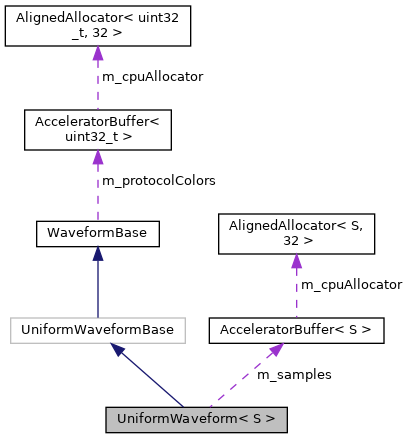 AlignedAllocator< uint32
_t, 32 >
m_cpuAllocator
AcceleratorBuffer<
uint32_t >
m_protocolColors
WaveformBase
AlignedAllocator< S,
32 >
m_cpuAllocator
UniformWaveformBase
AcceleratorBuffer< S >
m_samples
UniformWaveform< S >